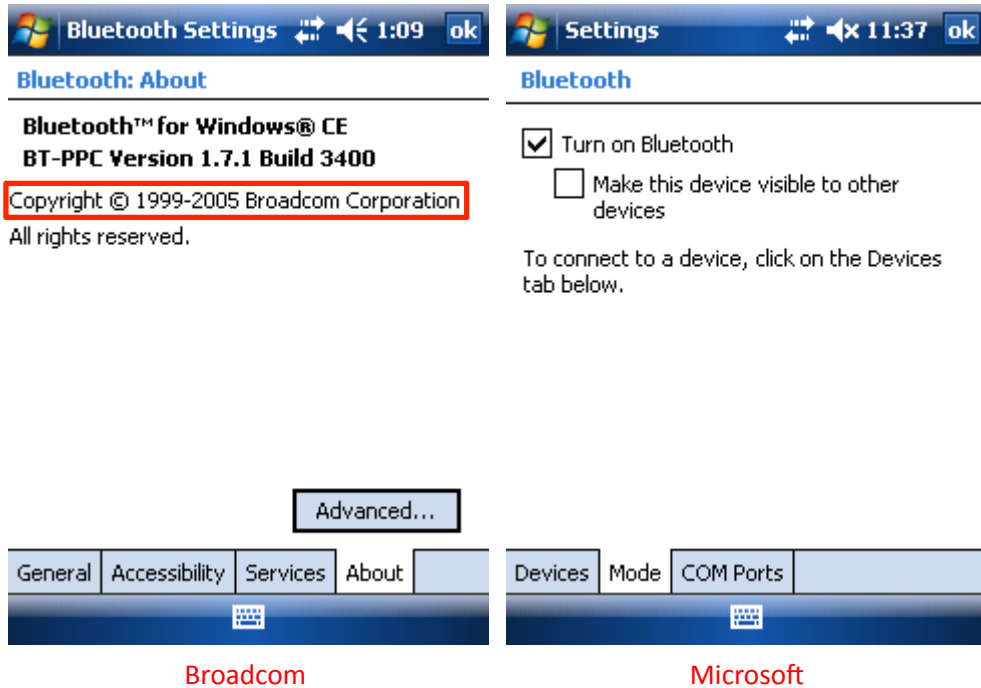 Bluetooth Settings 1:09 ok
Bluetooth: About
Bluetooth™ for Windows® CE
BT-PPC Version 1.7.1 Build 3400
Copyright © 1999-2005 Broadcom Corporation
All rights reserved.
Advanced...
General Accessibility Services About
Broadcom
Settings 11:37 ok
Bluetooth
Turn on Bluetooth
Make this device visible to other
devices
To connect to a device, click on the Devices
tab below.
Devices Mode COM Ports
Microsoft